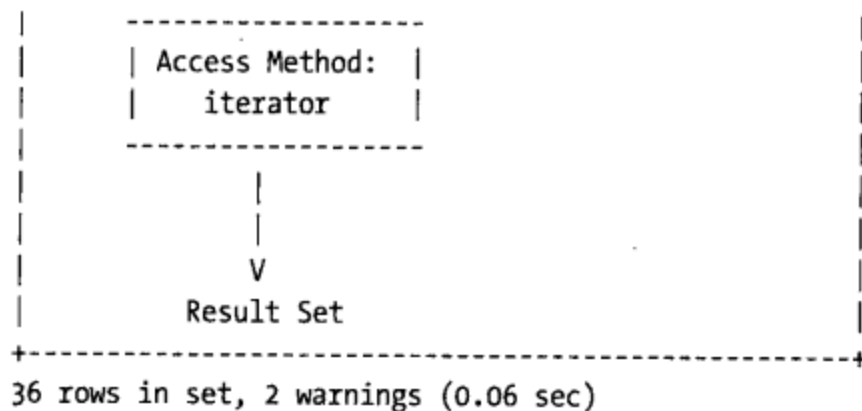 |         -------------------                              |
|         | Access Method:  |                              |
|         |    iterator     |                              |
|         -------------------                              |
|                  |                                       |
|                  |                                       |
|                  V                                       |
|             Result Set                                   |
+----------------------------------------------------------+
36 rows in set, 2 warnings (0.06 sec)